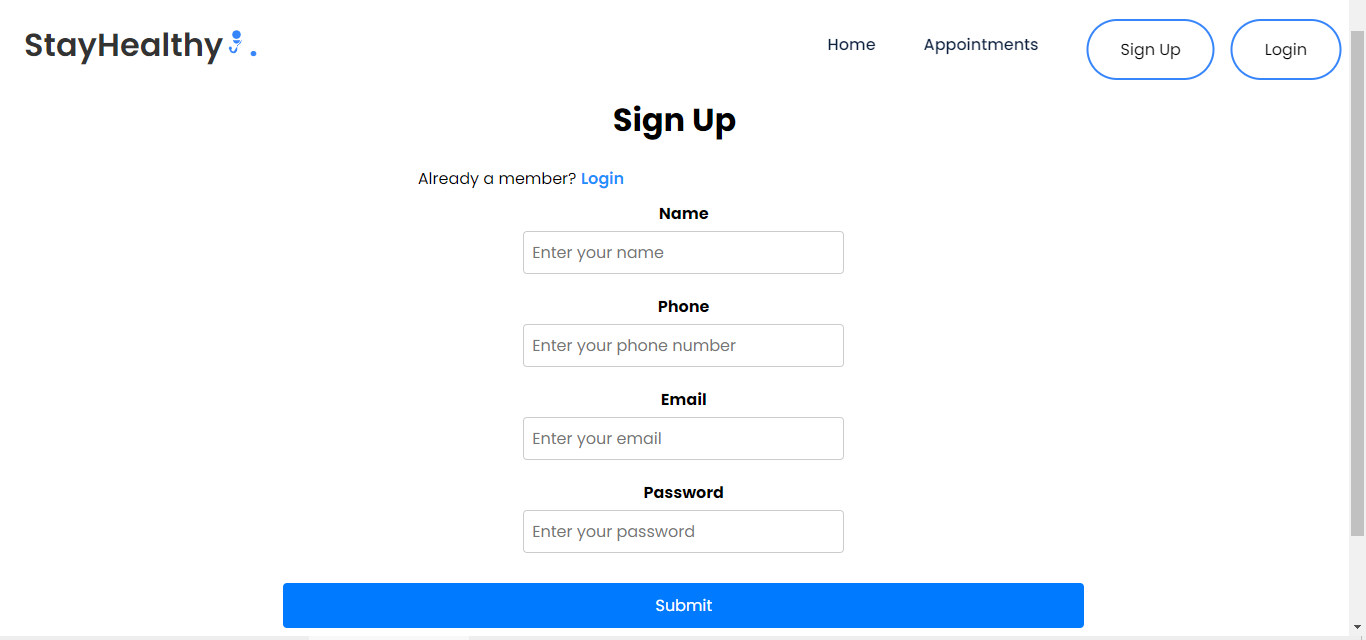 StayHealthy.
Home Appointments Sign Up Login
Sign Up
Already a member? Login
Name
Enter your name
Phone
Enter your phone number
Email
Enter your email
Password
Enter your password
Submit